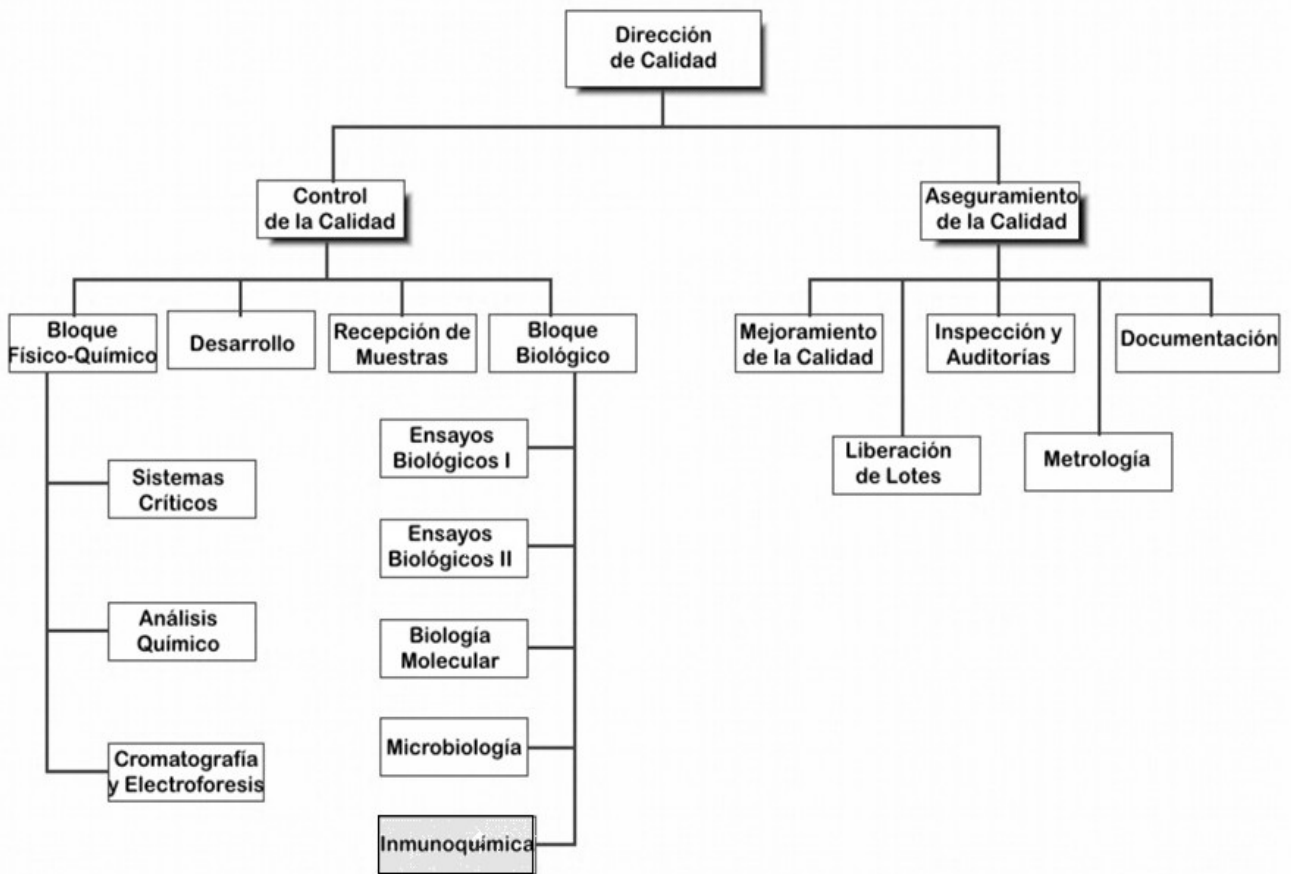 Dirección
de Calidad
Control
de la Calidad
Aseguramiento
de la Calidad
Bloque
Físico-Químico
Desarrollo
Recepción de
Muestras
Bloque
Biológico
Mejoramiento
de la Calidad
Inspección y
Auditorías
Documentación
Liberación
de Lotes
Metrología
Sistemas
Críticos
Análisis
Químico
Cromatografía
y Electroforesis
Ensayos
Biológicos I
Ensayos
Biológicos II
Biología
Molecular
Microbiología
Inmunoquímica